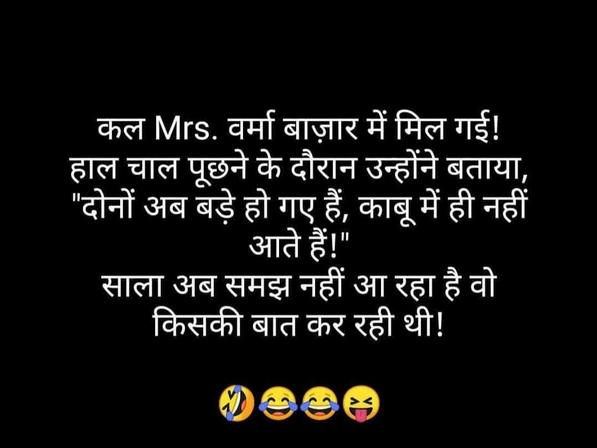 कल Mrs. वर्मा बाज़ार में मिल गई!
हाल चाल पूछने के दौरान उन्होंने बताया,
"दोनों अब बड़े हो गए हैं, काबू में ही नहीं
आते हैं!"
साला अब समझ नहीं आ रहा है वो
किसकी बात कर रही थी!
🤣😂😂😝